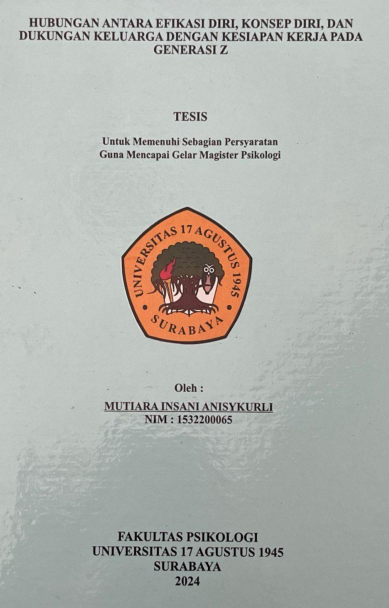 HUBUNGAN ANTARA EFIKASI DIRI, KONSEP DIRI, DAN
DUKUNGAN KELUARGA DENGAN KESIAPAN KERJA PADA
GENERASI Z
TESIS
Untuk Memenuhi Sebagian Persyaratan
Guna Mencapai Gelar Magister Psikologi
UNIVERSITAS 17 AGUSTUS 1945
• SURABAYA •
Oleh :
MUTIARA INSANI ANISYKURLI
NIM : 1532200065
FAKULTAS PSIKOLOGI
UNIVERSITAS 17 AGUSTUS 1945
SURABAYA
2024